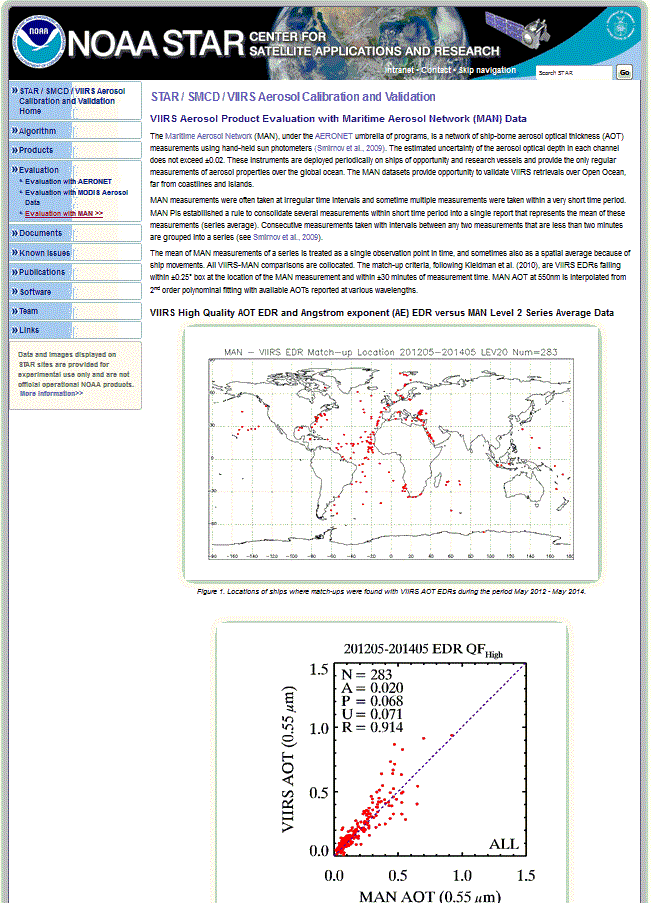 NOAA
NOAA STAR CENTER FOR
SATELLITE APPLICATIONS AND RESEARCH
Intranet • Contact • Skip navigation
Search STAR
Go
» STAR / SMCD / VIIRS Aerosol
Calibration and Validation
Home
» Algorithm
» Products
» Evaluation
Evaluation with AERONET
Evaluation with MODIS Aerosol
Data
Evaluation with MAN >>
» Documents
» Known Issues
» Publications
» Software
» Team
» Links
Data and images displayed on
STAR sites are provided for
experimental use only and are not
official operational NOAA products.
More information>>
STAR / SMCD / VIIRS Aerosol Calibration and Validation
VIIRS Aerosol Product Evaluation with Maritime Aerosol Network (MAN) Data
The Maritime Aerosol Network (MAN), under the AERONET umbrella of programs, is a network of ship-borne aerosol optical thickness (AOT)
measurements using hand-held sun photometers (Smirnov et al., 2009). The estimated uncertainty of the aerosol optical depth in each channel
does not exceed ±0.02. These instruments are deployed periodically on ships of opportunity and research vessels and provide the only regular
measurements of aerosol properties over the global ocean. The MAN datasets provide opportunity to validate VIIRS retrievals over Open Ocean,
far from coastlines and islands.
MAN measurements were often taken at irregular time intervals and sometime multiple measurements were taken within a very short time period.
MAN PIs established a rule to consolidate several measurements within short time period into a single report that represents the mean of these
measurements (series average). Consecutive measurements taken with intervals between any two measurements that are less than two minutes
are grouped into a series (see Smirnov et al., 2009).
The mean of MAN measurements of a series is treated as a single observation point in time, and sometimes also as a spatial average because of
ship movements. All VIIRS-MAN comparisons are collocated. The match-up criteria, following Kleidman et al. (2010), are VIIRS EDRs falling
within ±0.25° box at the location of the MAN measurement and within ±30 minutes of measurement time. MAN AOT at 550nm is interpolated from
2nd order polynominal fitting with available AOTs reported at various wavelengths.
VIIRS High Quality AOT EDR and Angstrom exponent (AE) EDR versus MAN Level 2 Series Average Data
MAN – VIIRS EDR Match-up Location 201205-201405 LEV20 Num=283
60
30
0
-30
-60
-180 -160 -140 -120 -100 -80 -60 -40 -20 0 20 40 60 80 100 120 140 160 180
Figure 1. Locations of ships where match-ups were found with VIIRS AOT EDRs during the period May 2012 - May 2014.
201205-201405 EDR QFHigh
N = 283
A = 0.020
P = 0.068
U = 0.071
R = 0.914
1.5
1.0
0.5
0.0
VIIRS AOT (0.55 μm)
ALL
0.0 0.5 1.0 1.5
MAN AOT (0.55 μm)